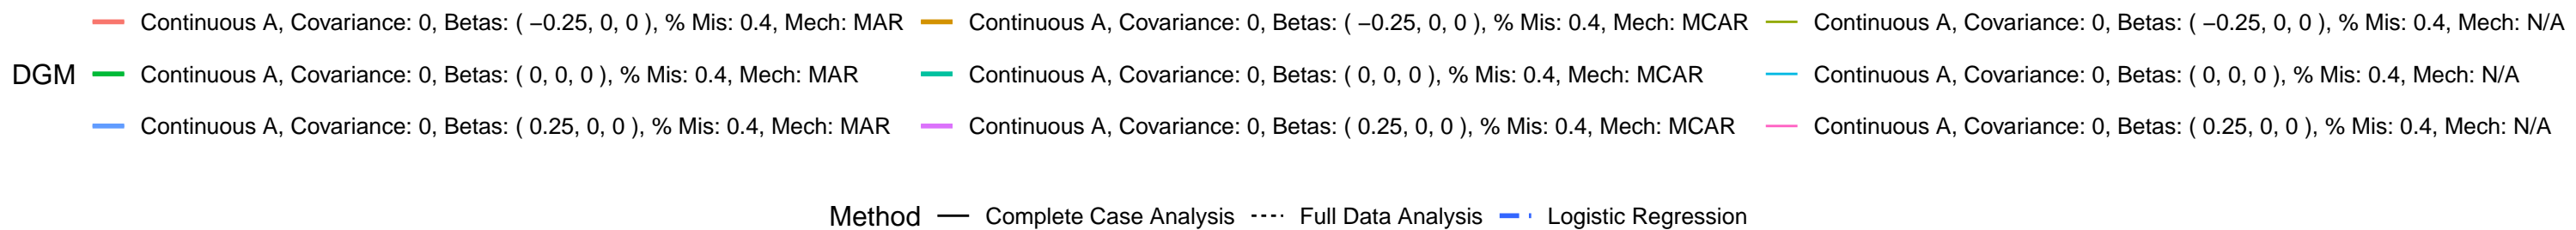 Continuous A, Covariance: 0, Betas: ( −0.25, 0, 0 ), % Mis: 0.4, Mech: MAR Continuous A, Covariance: 0, Betas: ( −0.25, 0, 0 ), % Mis: 0.4, Mech: MCAR Continuous A, Covariance: 0, Betas: ( −0.25, 0, 0 ), % Mis: 0.4, Mech: N/A
DGM Continuous A, Covariance: 0, Betas: ( 0, 0, 0 ), % Mis: 0.4, Mech: MAR Continuous A, Covariance: 0, Betas: ( 0, 0, 0 ), % Mis: 0.4, Mech: MCAR Continuous A, Covariance: 0, Betas: ( 0, 0, 0 ), % Mis: 0.4, Mech: N/A
Continuous A, Covariance: 0, Betas: ( 0.25, 0, 0 ), % Mis: 0.4, Mech: MAR Continuous A, Covariance: 0, Betas: ( 0.25, 0, 0 ), % Mis: 0.4, Mech: MCAR Continuous A, Covariance: 0, Betas: ( 0.25, 0, 0 ), % Mis: 0.4, Mech: N/A
Method Complete Case Analysis Full Data Analysis Logistic Regression